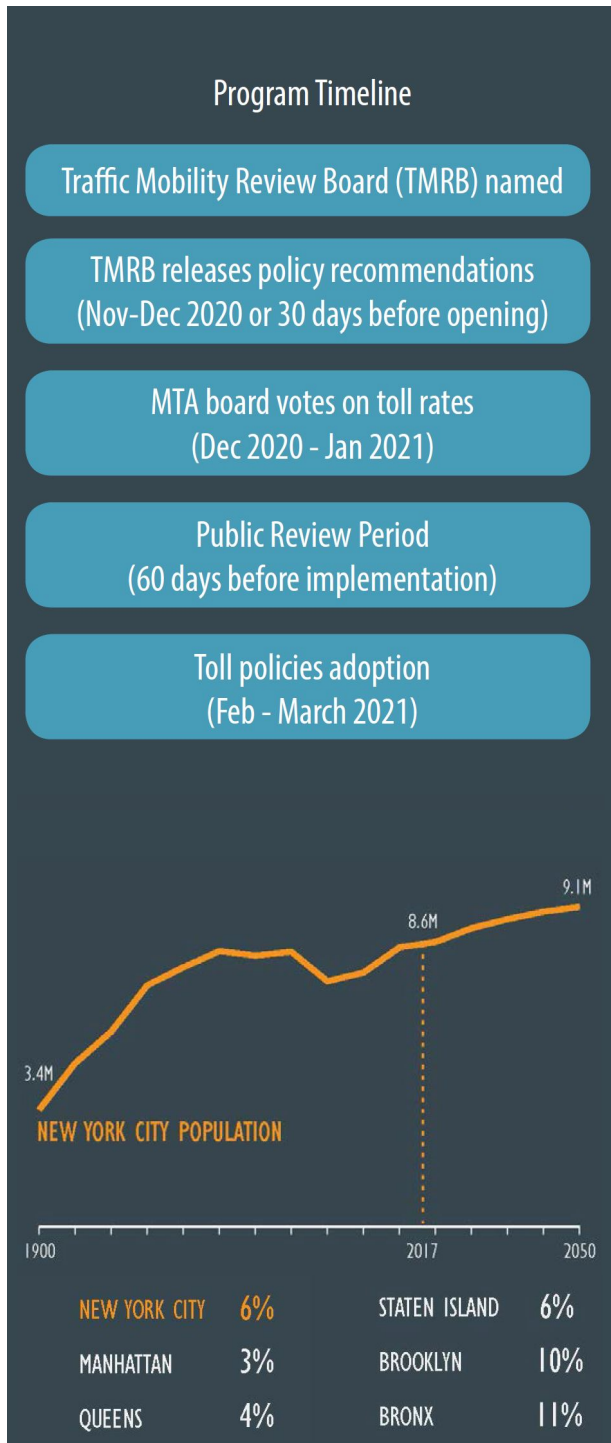 Program Timeline
Traffic Mobility Review Board (TMRB) named
TMRB releases policy recommendations
(Nov-Dec 2020 or 30 days before opening)
MTA board votes on toll rates
(Dec 2020 - Jan 2021)
Public Review Period
(60 days before implementation)
Toll policies adoption
(Feb - March 2021)
9.1M
8.6M
3.4M
NEW YORK CITY POPULATION
1900 2017 2050
NEW YORK CITY 6% STATEN ISLAND 6%
MANHATTAN 3% BROOKLYN 10%
QUEENS 4% BRONX 11%